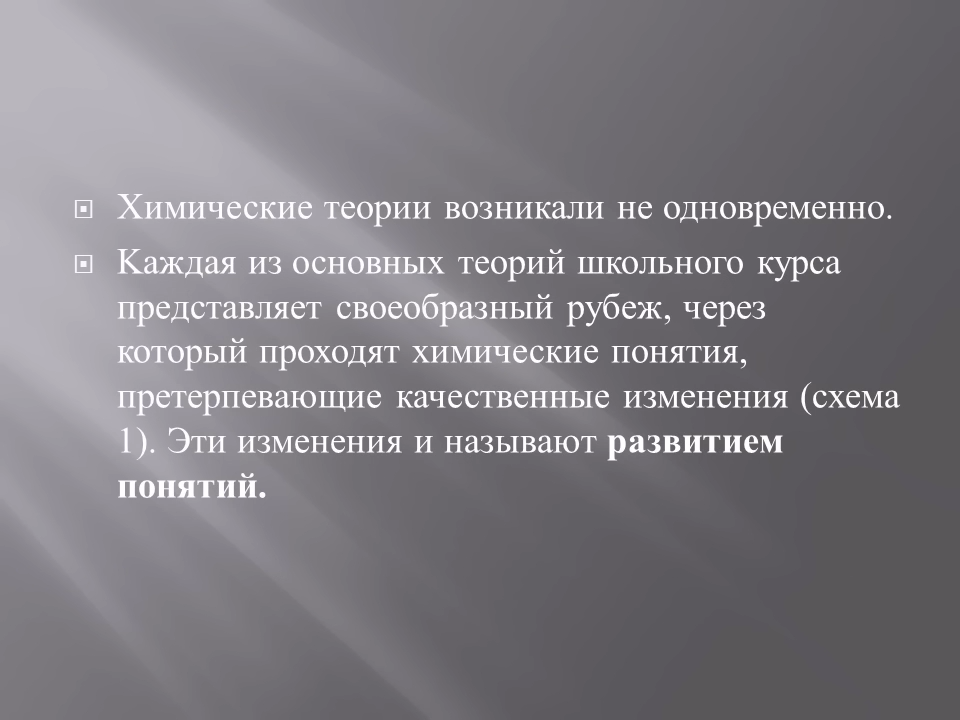 Химические теории возникали не одновременно.
Каждая из основных теорий школьного курса
представляет своеобразный рубеж, через
который проходят химические понятия,
претерпевающие качественные изменения (схема
1). Эти изменения и называют развитием
понятий.